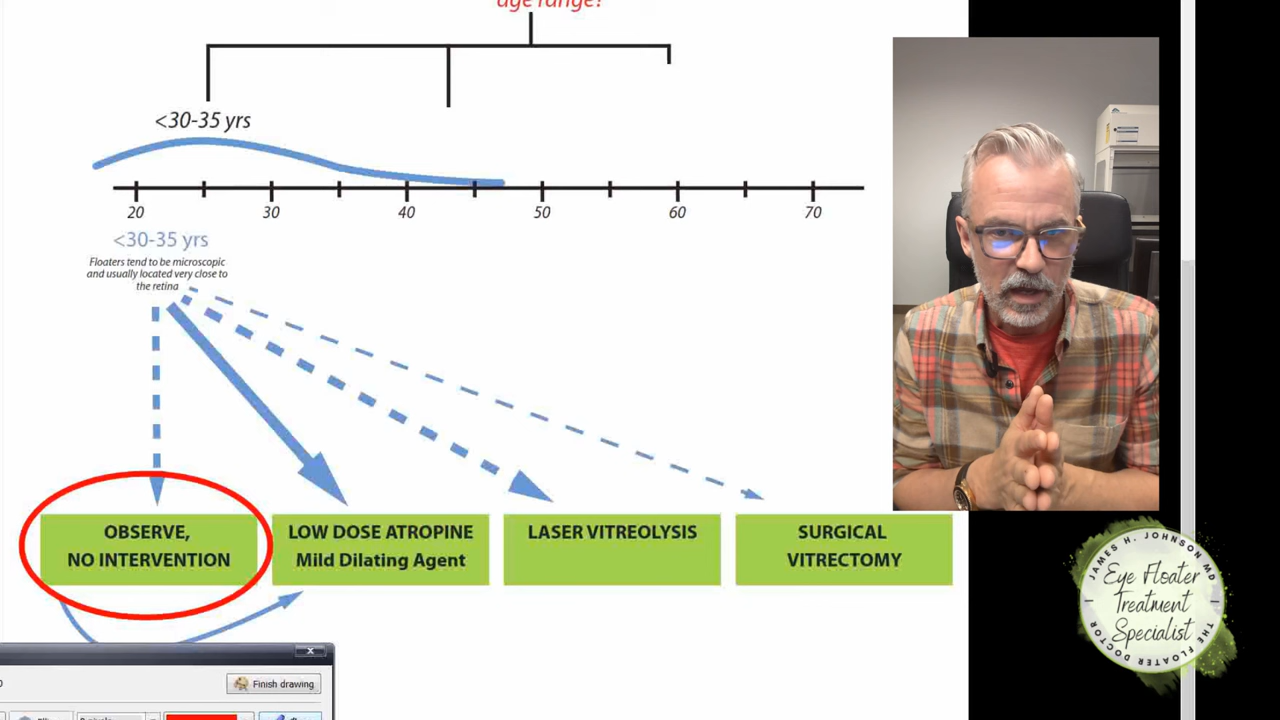 age range?
<30-35 yrs
20 30 40 50 60 70
<30-35 yrs
Floaters tend to be microscopic
and usually located very close to
the retina
OBSERVE,
NO INTERVENTION
LOW DOSE ATROPINE
Mild Dilating Agent
LASER VITREOLYSIS
SURGICAL
VITRECTOMY
x
Finish drawing
JAMES H. JOHNSON MD
Eye Floater
Treatment
Specialist
THE FLOATER DOCTOR